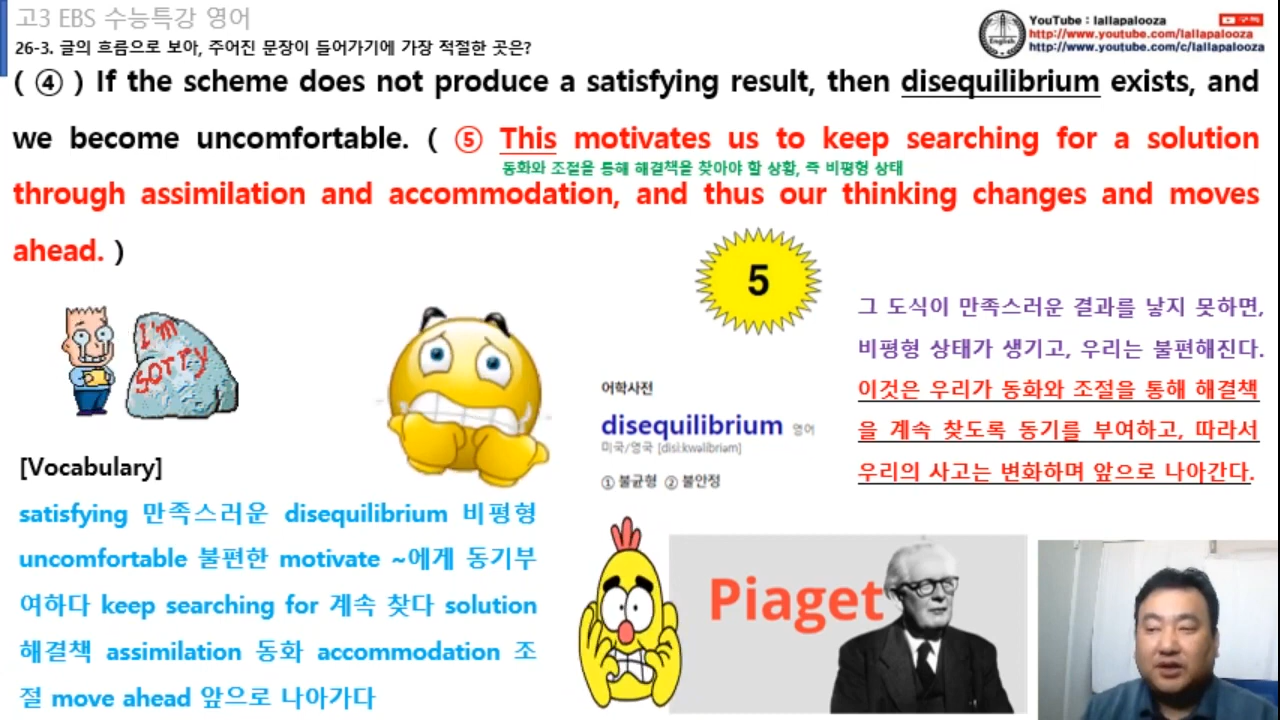 고3 EBS 수능특강 영어
26-3. 글의 흐름으로 보아, 주어진 문장이 들어가기에 가장 적절한 곳은?
YouTube : lallapalooza
구독
http://www.youtube.com/lallapalooza
http://www.youtube.com/c/lallapalooza
English
( ④ ) If the scheme does not produce a satisfying result, then disequilibrium exists, and
we become uncomfortable. ( ⑤ This motivates us to keep searching for a solution
동화와 조절을 통해 해결책을 찾아야 할 상황, 즉 비평형 상태
through assimilation and accommodation, and thus our thinking changes and moves
ahead. )
5
I'm
sorry
그 도식이 만족스러운 결과를 낳지 못하면,
비평형 상태가 생기고, 우리는 불편해진다.
이것은 우리가 동화와 조절을 통해 해결책
을 계속 찾도록 동기를 부여하고, 따라서
우리의 사고는 변화하며 앞으로 나아간다.
어학사전
disequilibrium 영어
미국/영국 [disi:kwəlibriəm]
① 불균형 ② 불안정
[Vocabulary]
satisfying 만족스러운 disequilibrium 비평형
uncomfortable 불편한 motivate ~에게 동기부
여하다 keep searching for 계속 찾다 solution
해결책 assimilation 동화 accommodation 조
절 move ahead 앞으로 나아가다
Piaget